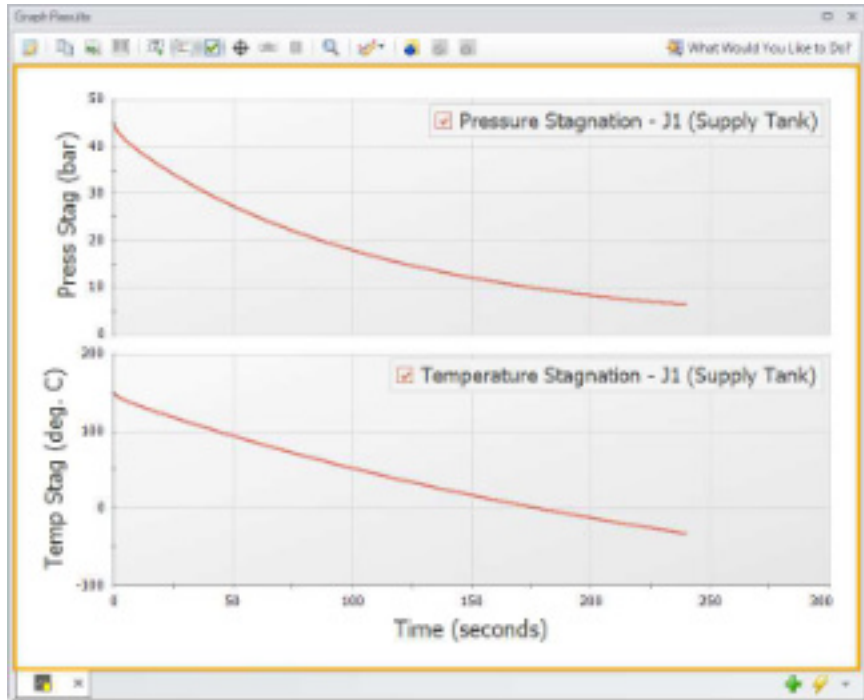 Graph Results
What Would You Like to Do?
50
40
30
20
10
0
Press Stag (bar)
Pressure Stagnation - J1 (Supply Tank)
200
100
0
-100
Temp Stag (deg. C)
Temperature Stagnation - J1 (Supply Tank)
0
50
100
150
200
250
300
Time (seconds)